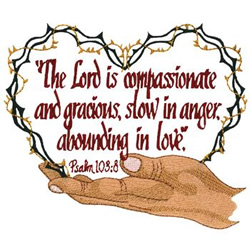 "The Lord is compassionate
and gracious, slow in anger,
abounding in love."
Psalm 103:8